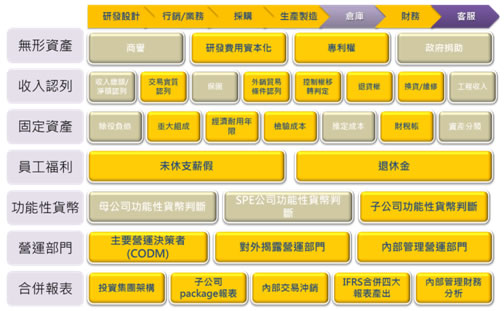 研發設計 行銷/業務 採購 生產製造 倉庫 財務 客服
無形資產
商譽 研發費用資本化 專利權 政府捐助
收入認列
收入總額/
淨額認列
交易實質
認列
保固
外銷貿易
條件認列
控制權移
轉判定
退貨權
換貨/維修
工程收入
固定資產
除役負債
重大組成
經濟耐用年
限
檢驗成本
推定成本
財稅帳
資產分類
員工福利
未休支薪假 退休金
功能性貨幣
母公司功能性貨幣判斷
SPE公司功能性貨幣判
斷
子公司功能性貨幣判斷
營運部門
主要營運決策者
(CODM)
對外揭露營運部門
內部管理營運部門
合併報表
投資集團架構
子公司
package報表
內部交易沖銷
IFRS合併四大
報表產出
內部管理財務
分析